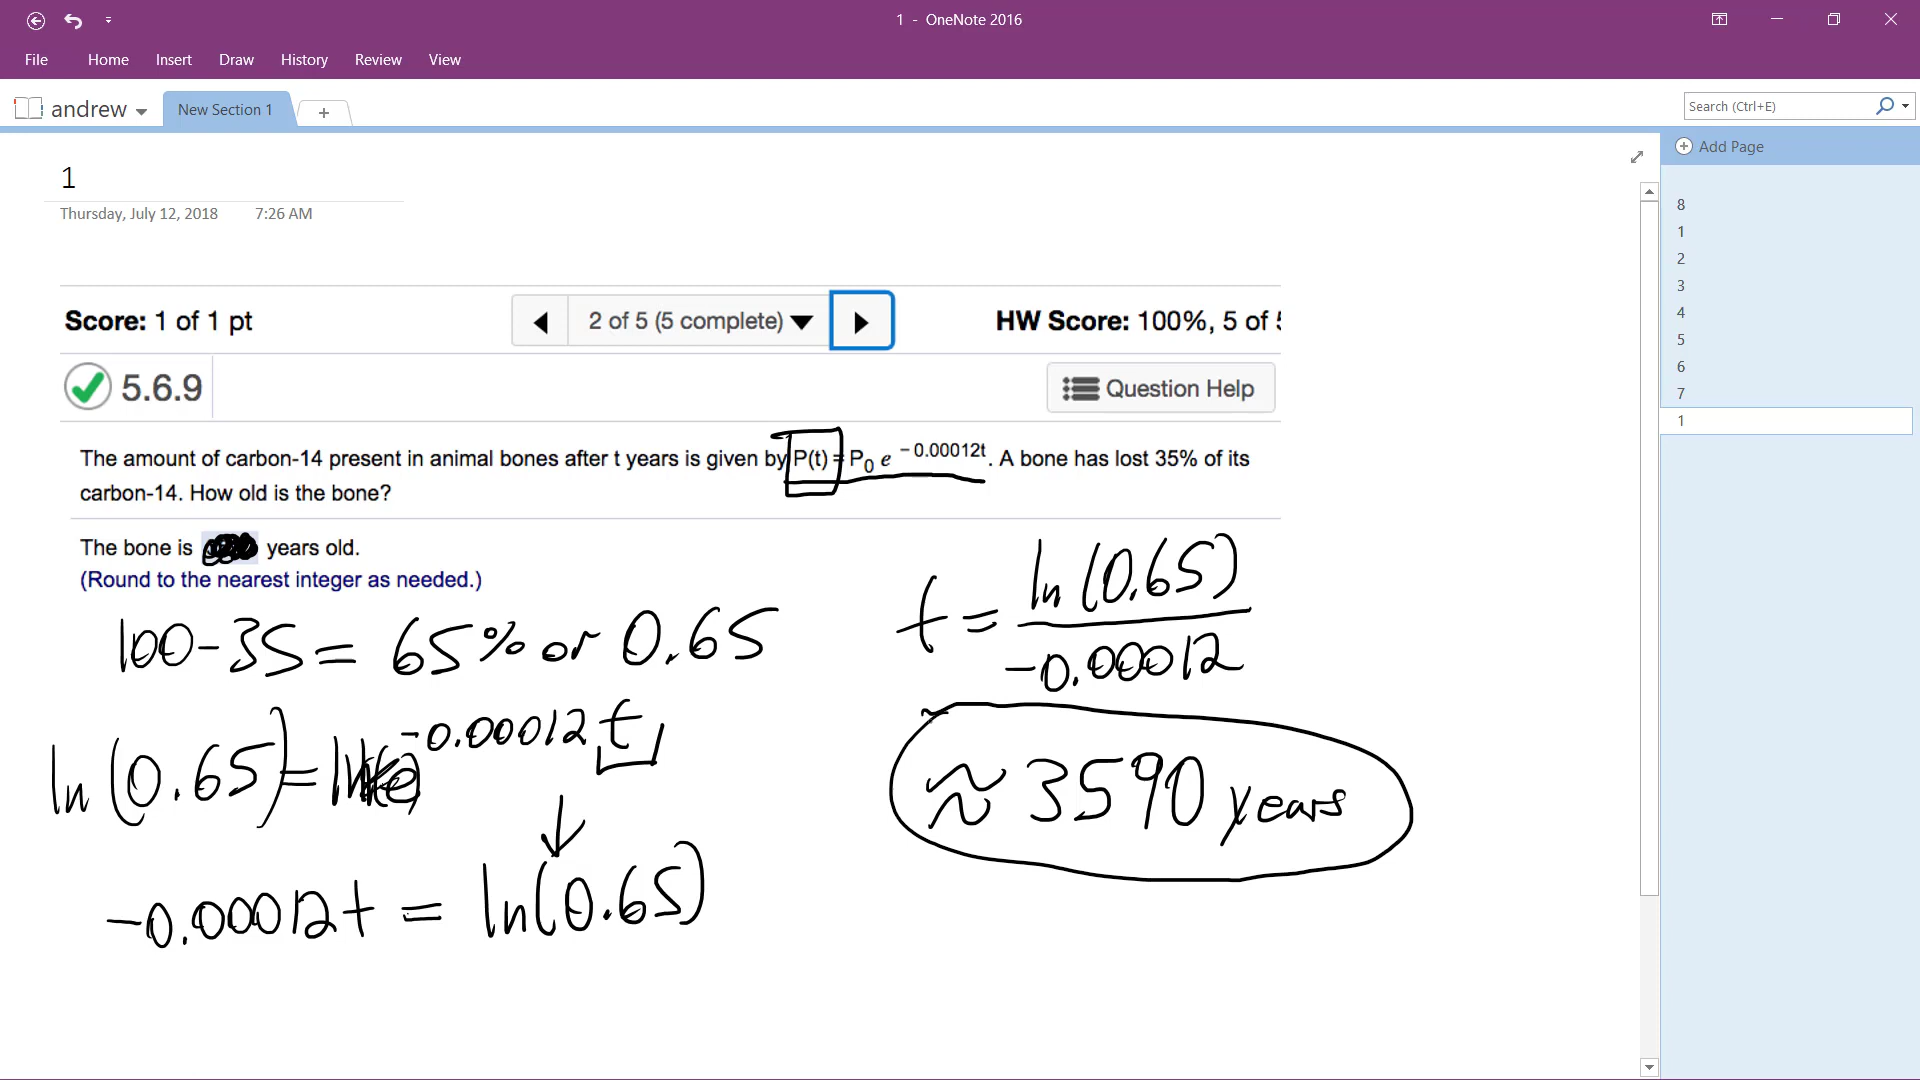 1 - OneNote 2016
File Home Insert Draw History Review View
andrew New Section 1 +
Search (Ctrl+E)
Add Page
1
Thursday, July 12, 2018 7:26 AM
8
1
2
3
4
5
6
7
1
Score: 1 of 1 pt 2 of 5 (5 complete) HW Score: 100%, 5 of 5
5.6.9 Question Help
The amount of carbon-14 present in animal bones after t years is given by P(t) = P₀ e^(−0.00012t). A bone has lost 35% of its
carbon-14. How old is the bone?
The bone is years old.
(Round to the nearest integer as needed.)
100-35 = 65% or 0.65
ln(0.65) = -0.00012t
-0.00012t = ln(0.65)
t = ln(0.65)
-0.00012
≈ 3590 years